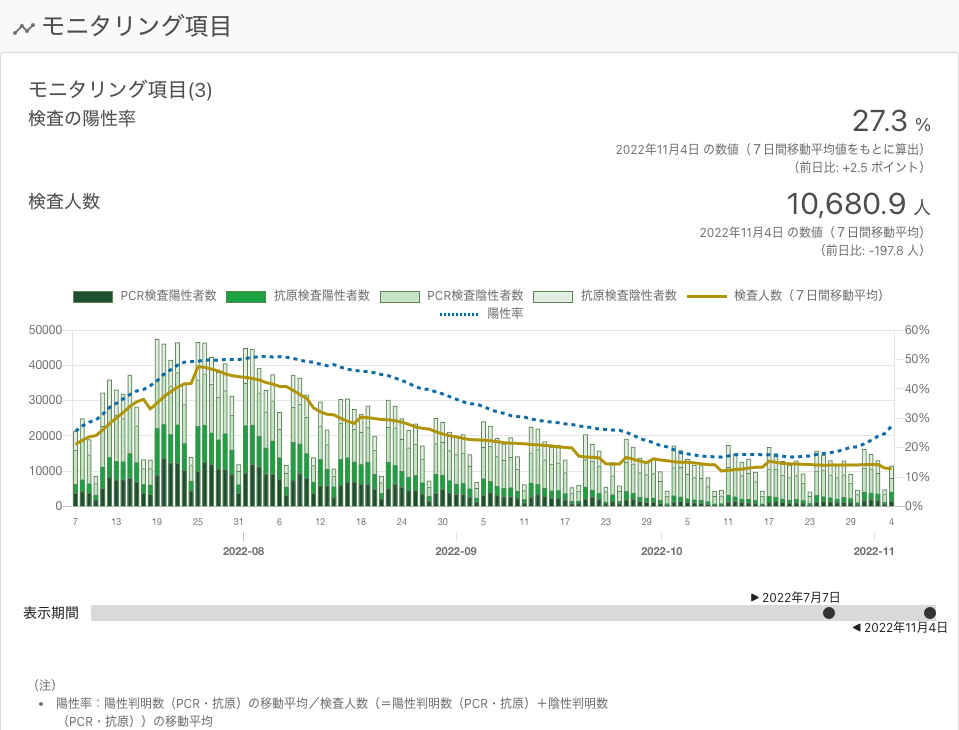 モニタリング項目
モニタリング項目(3)
検査の陽性率
27.3 %
2022年11月4日 の数値（７日間移動平均値をもとに算出）
（前日比: +2.5 ポイント）
検査人数
10,680.9 人
2022年11月4日 の数値（７日間移動平均）
（前日比: -197.8 人）
PCR検査陽性者数 抗原検査陽性者数 PCR検査陰性者数 抗原検査陰性者数 検査人数（７日間移動平均）
陽性率
50000 60%
50%
40000
40%
30000
30%
20000
20%
10000
10%
0 0%
7 13 19 25 31 6 12 18 24 30 5 11 17 23 29 5 11 17 23 29 4
2022-08 2022-09 2022-10 2022-11
▶ 2022年7月7日
表示期間
◀ 2022年11月4日
（注）
• 陽性率：陽性判明数（PCR・抗原）の移動平均／検査人数（＝陽性判明数（PCR・抗原）＋陰性判明数
（PCR・抗原））の移動平均